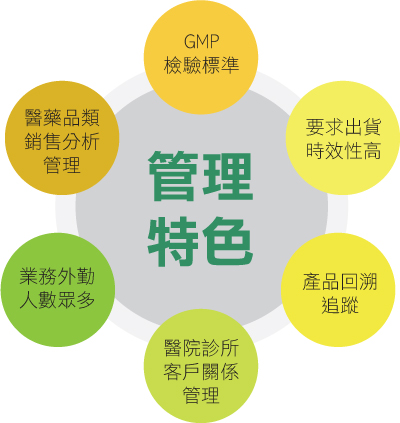 GMP
檢驗標準
要求出貨
時效性高
產品回溯
追蹤
醫院診所
客戶關係
管理
業務外勤
人數眾多
醫藥品類
銷售分析
管理
管理
特色